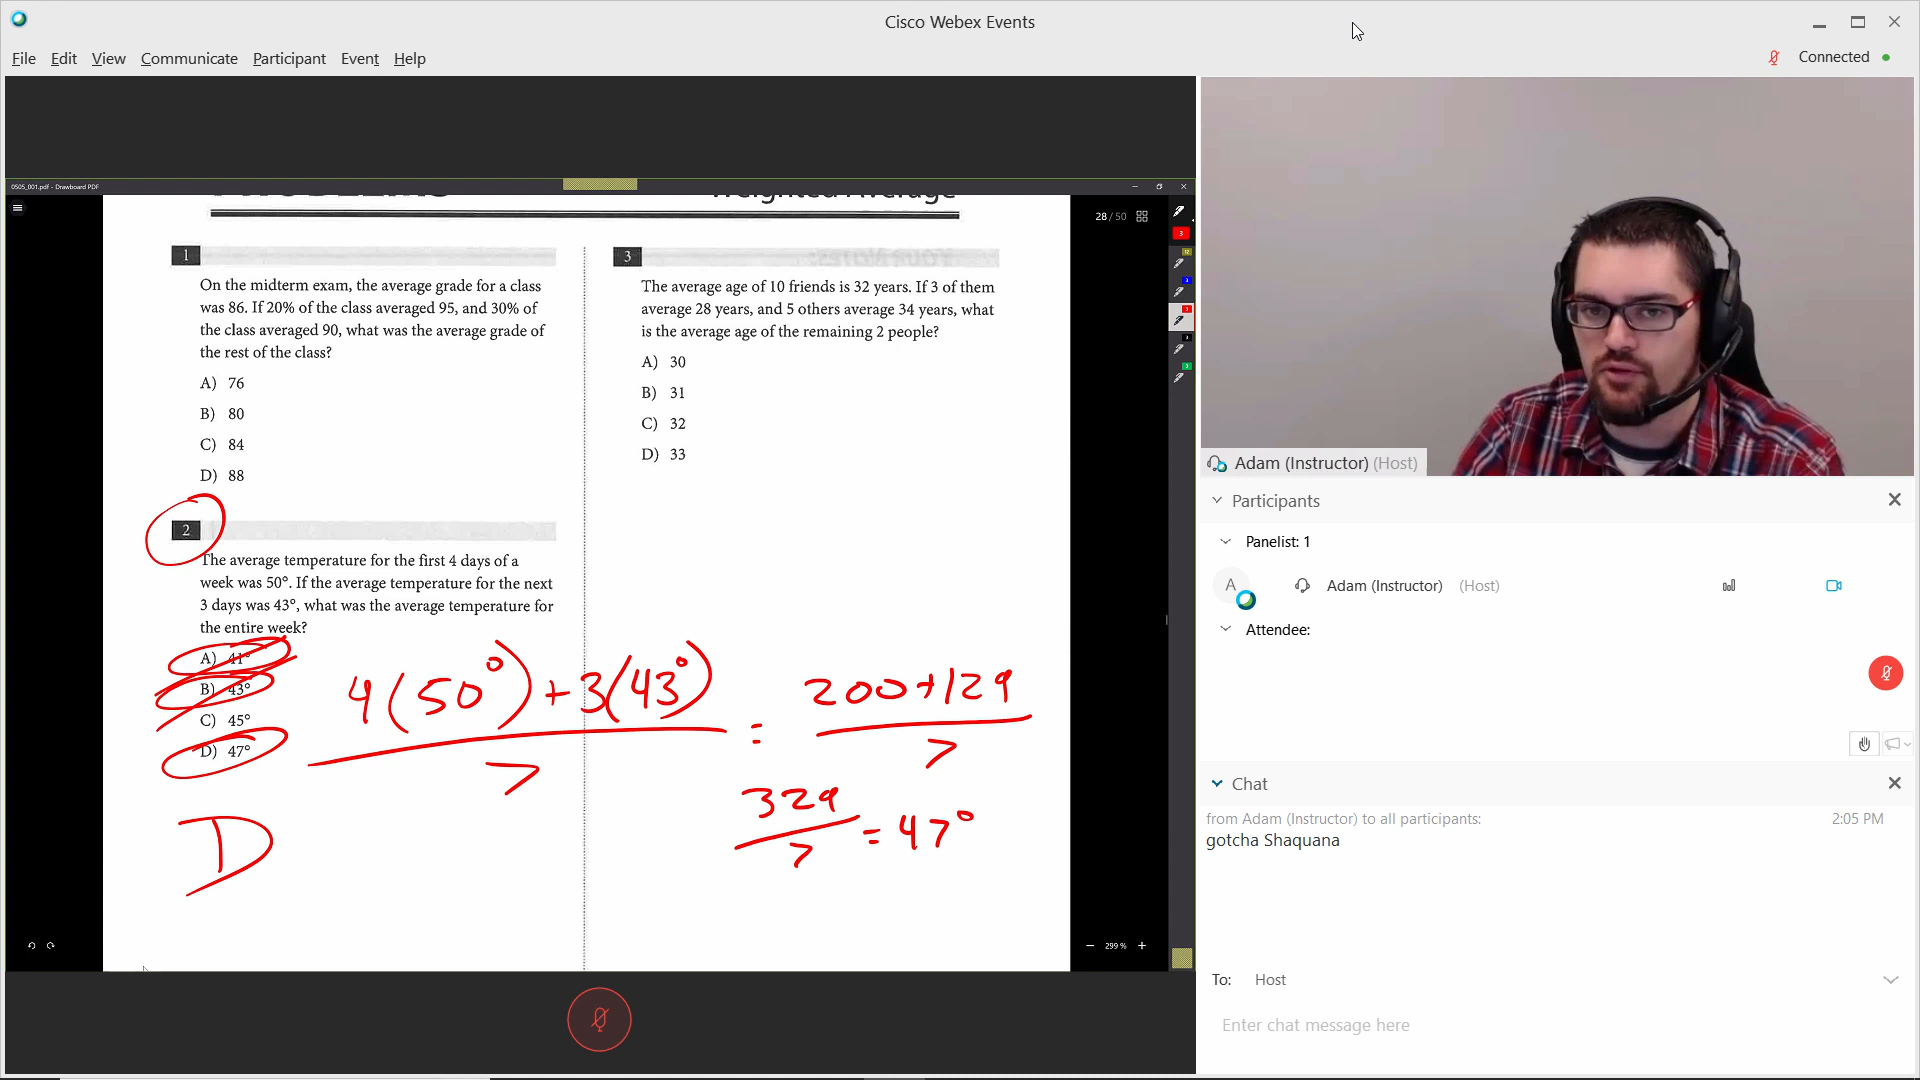 Cisco Webex Events
File Edit View Communicate Participant Event Help
Connected
0505_001.pdf - Drawboard PDF
Weighted Average
28 / 50
1
On the midterm exam, the average grade for a class
was 86. If 20% of the class averaged 95, and 30% of
the class averaged 90, what was the average grade of
the rest of the class?
A) 76
B) 80
C) 84
D) 88
2
The average temperature for the first 4 days of a
week was 50°. If the average temperature for the next
3 days was 43°, what was the average temperature for
the entire week?
A) 41°
B) 43°
C) 45°
D) 47°
4(50°)+3(43°)
7
=
200+129
7
329
7
= 47°
D
3
The average age of 10 friends is 32 years. If 3 of them
average 28 years, and 5 others average 34 years, what
is the average age of the remaining 2 people?
A) 30
B) 31
C) 32
D) 33
299 %
Adam (Instructor) (Host)
Participants
Panelist: 1
A
Adam (Instructor) (Host)
Attendee:
Chat
from Adam (Instructor) to all participants: 2:05 PM
gotcha Shaquana
To: Host
Enter chat message here